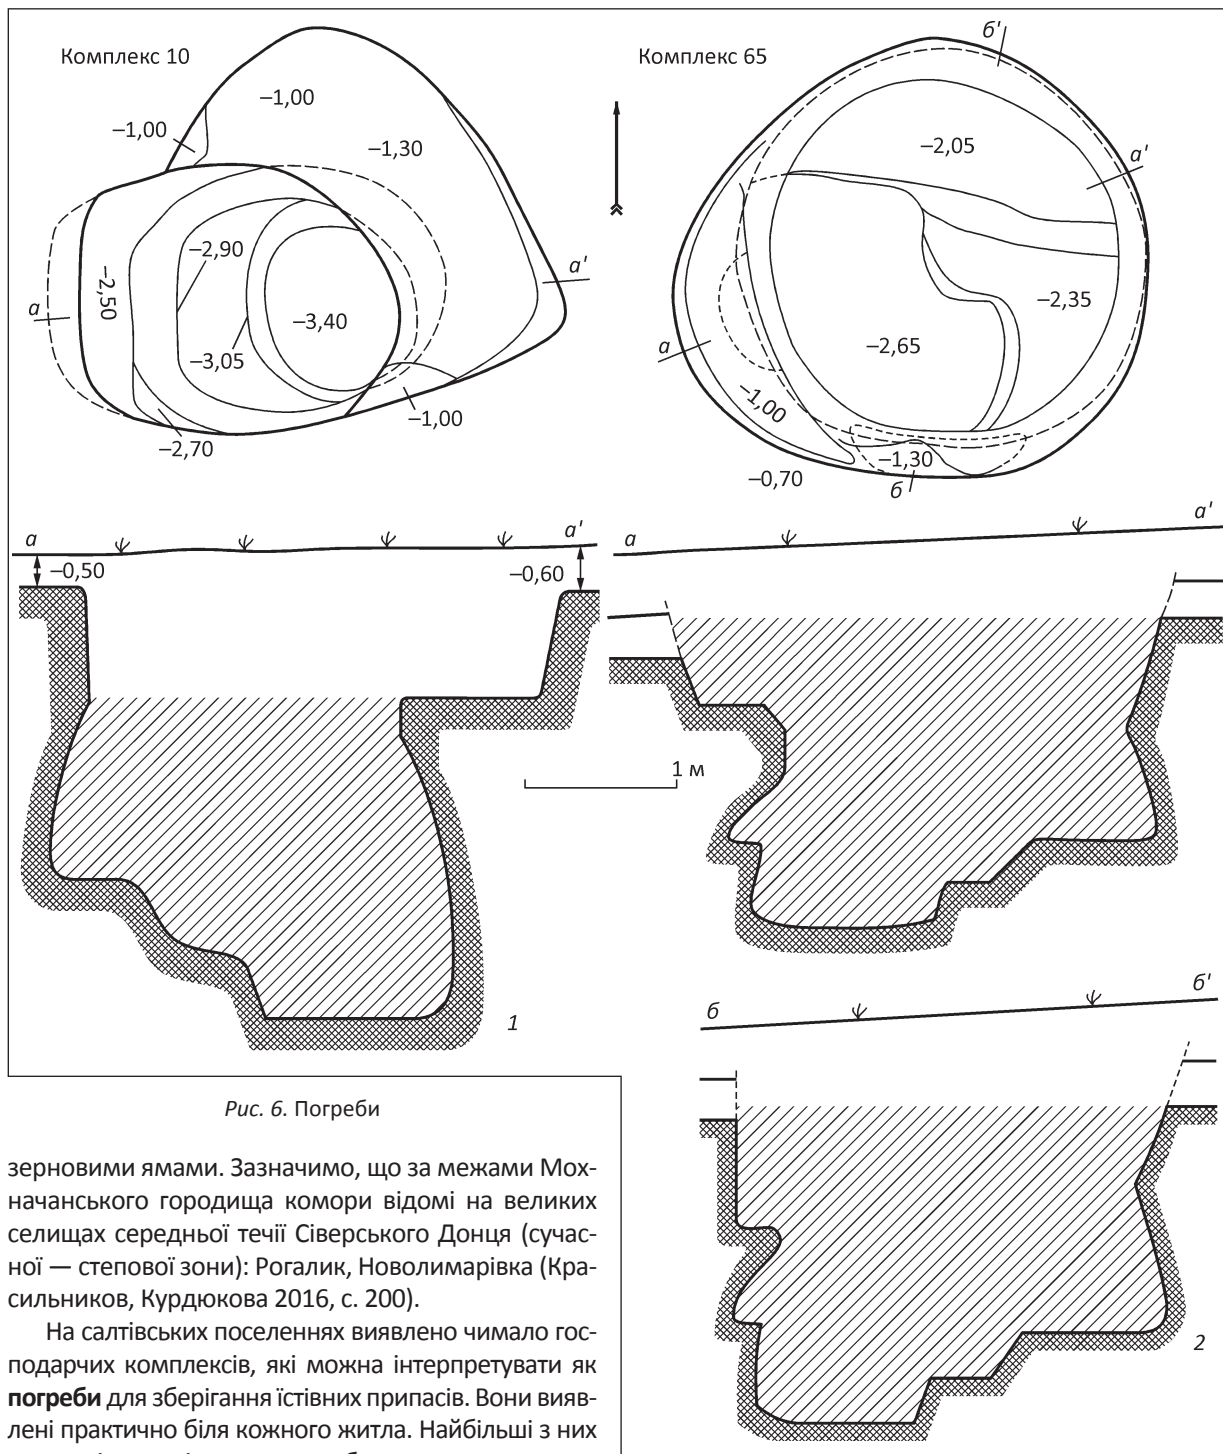 Комплекс 10
–1,00
–1,00
–1,30
–2,90
–2,50
–3,40
–3,05
–1,00
–2,70
а
а'
Комплекс 65
б'
–2,05
а'
–2,35
–2,65
а
–1,00
–1,30
–0,70
б
а
а'
–0,50
–0,60
1
а
а'
1 м
б
б'
2
Рис. 6. Погреби
зерновими ямами. Зазначимо, що за межами Мох-
начанського городища комори відомі на великих
селищах середньої течії Сіверського Донця (сучас-
ної — степової зони): Рогалик, Новолимарівка (Кра-
сильников, Курдюкова 2016, с. 200).
На салтівських поселеннях виявлено чимало гос-
подарчих комплексів, які можна інтерпретувати як
погреби для зберігання їстівних припасів. Вони вияв-
лені практично біля кожного житла. Найбільші з них